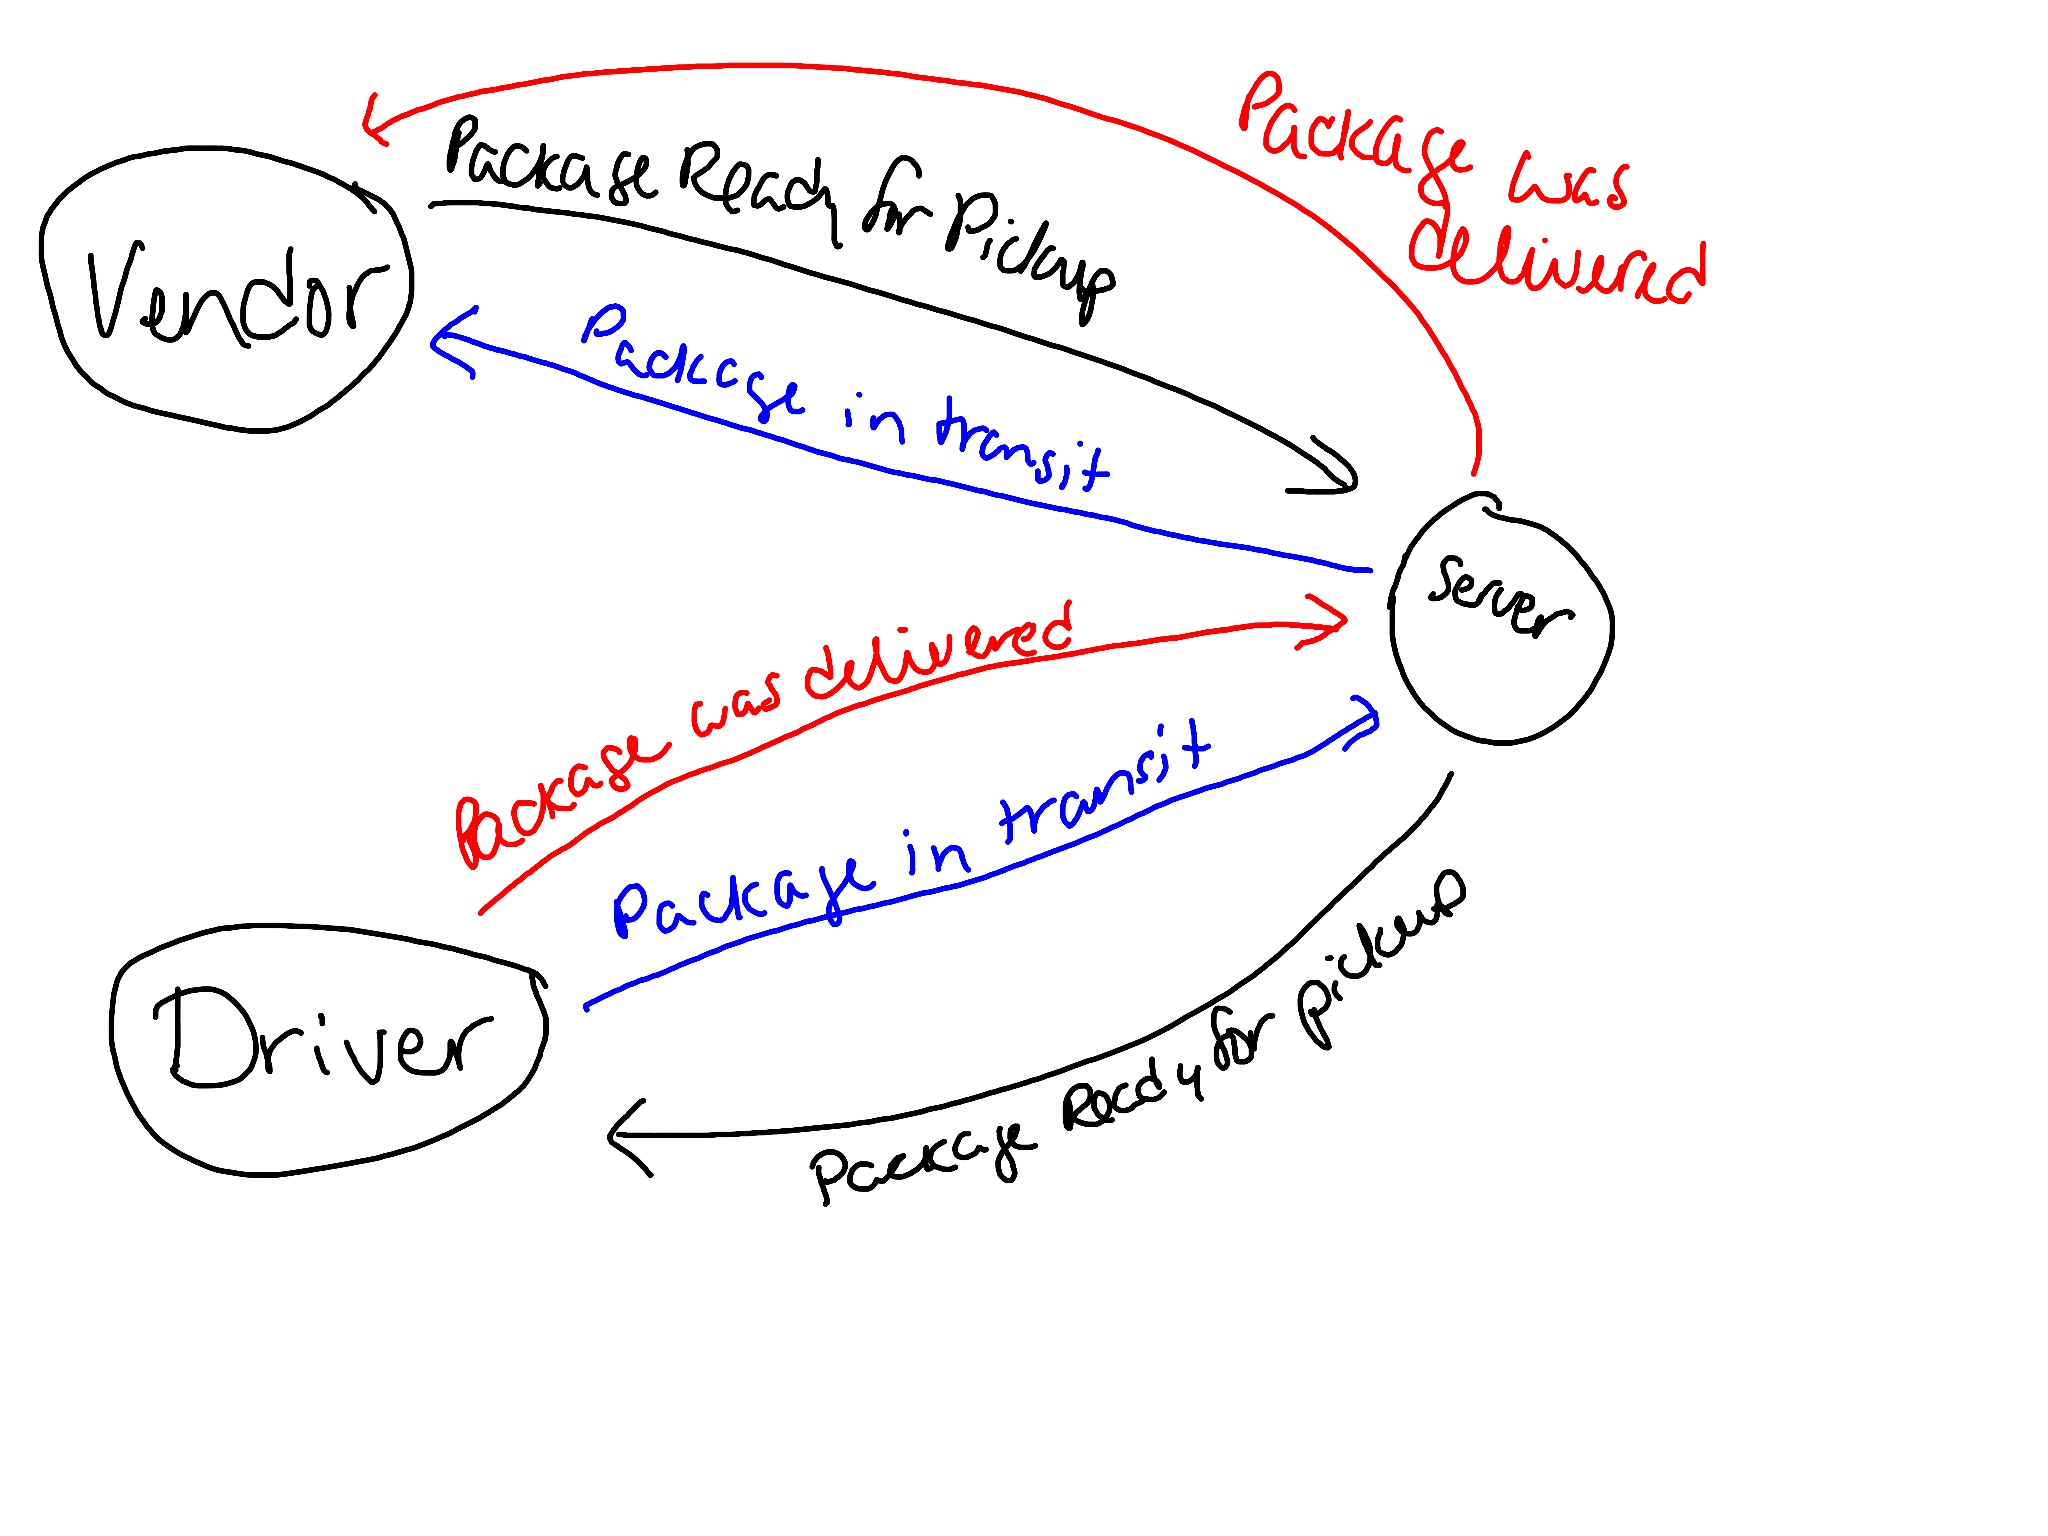 Package was
delivered
Package Ready for Pickup
Vendor
Package in transit
Server
Package was delivered
Package in transit
Driver
Package Ready for pickup